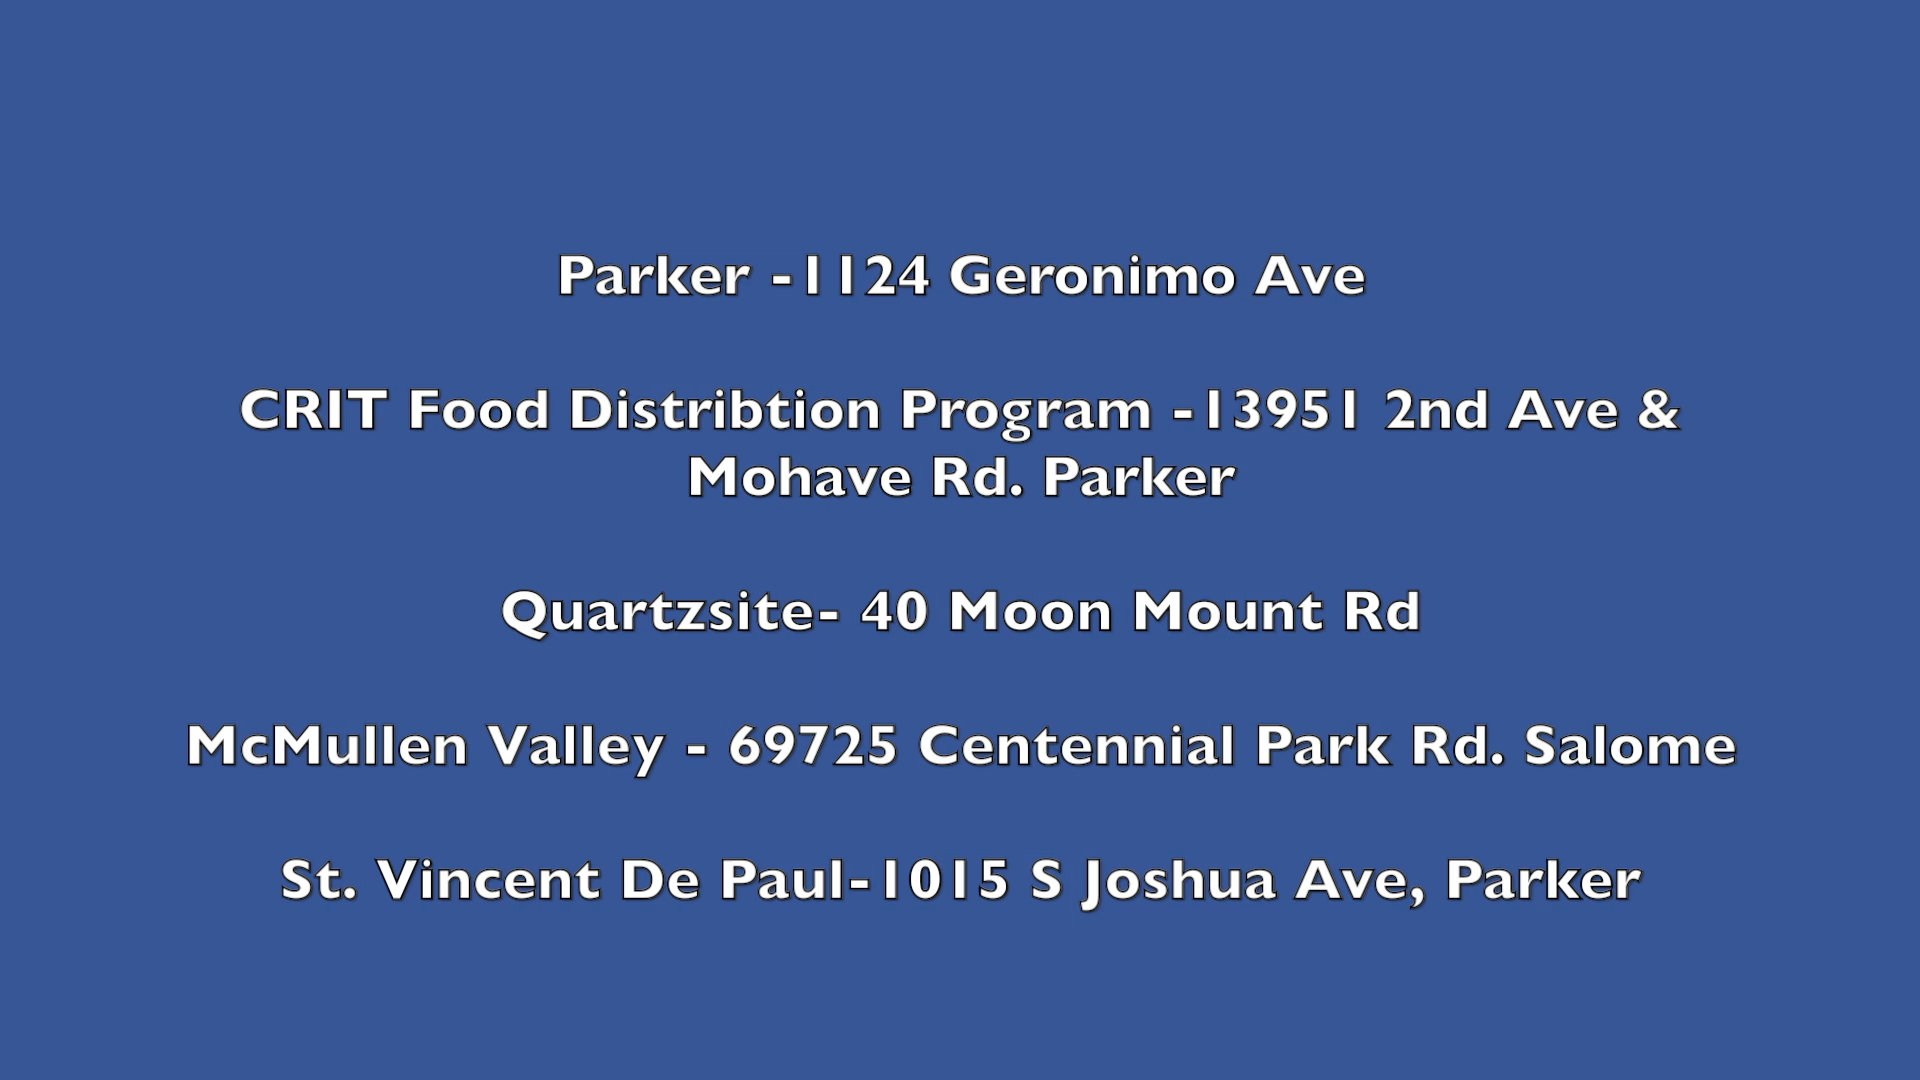 Parker -1124 Geronimo Ave
CRIT Food Distribtion Program -13951 2nd Ave &
Mohave Rd. Parker
Quartzsite- 40 Moon Mount Rd
McMullen Valley - 69725 Centennial Park Rd. Salome
St. Vincent De Paul-1015 S Joshua Ave, Parker